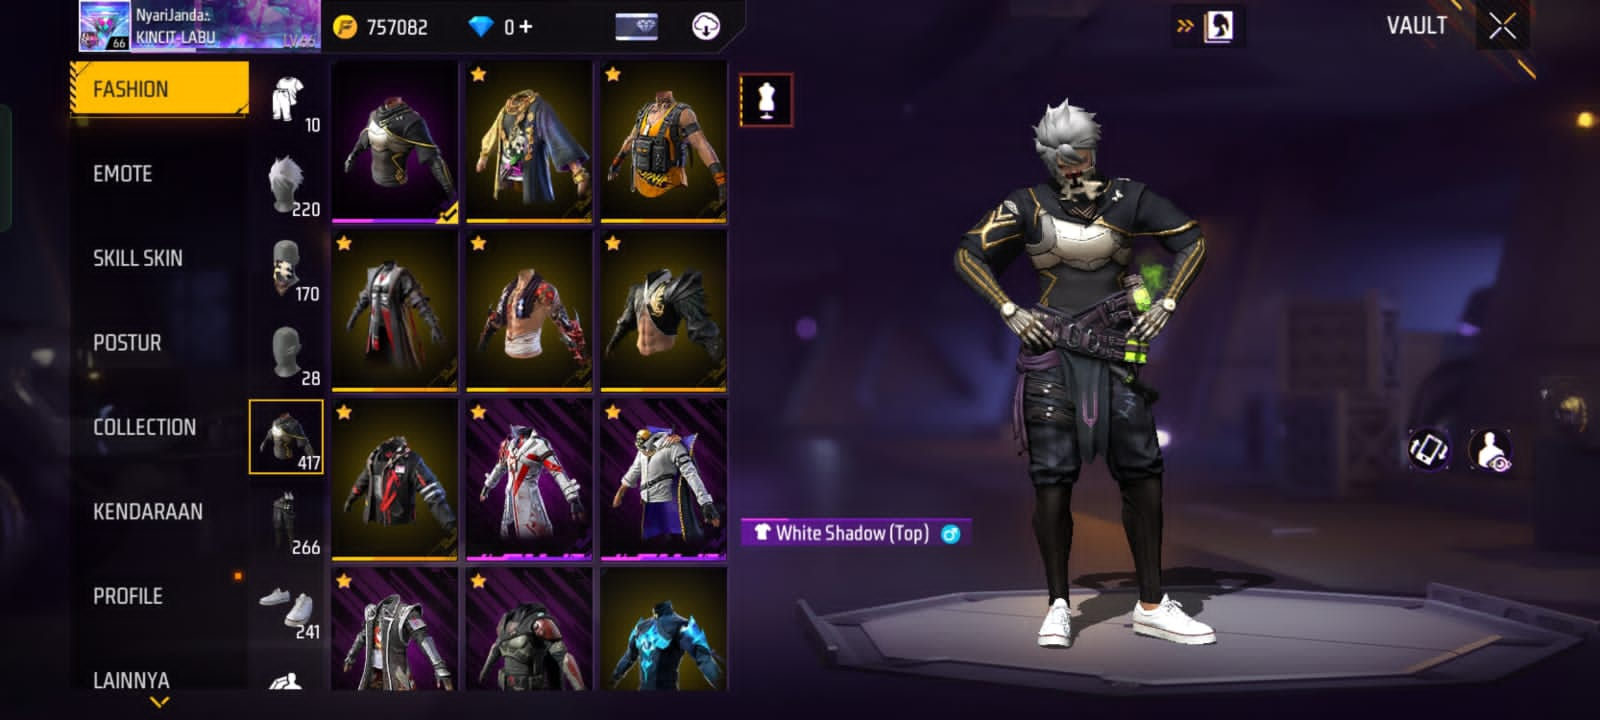 NyariJanda:.
KINCIT-LABU
66
757082
0+
VAULT
FASHION
EMOTE
SKILL SKIN
POSTUR
COLLECTION
KENDARAAN
PROFILE
LAINNYA
10
220
170
28
417
266
241
White Shadow (Top)